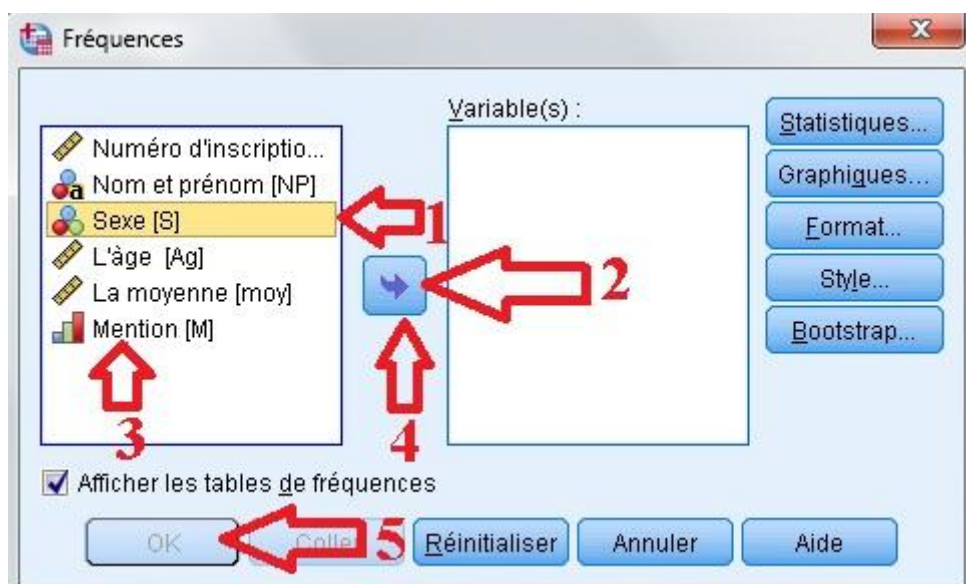 Fréquences
Variable(s) :
Numéro d'inscriptio...
Nom et prénom [NP]
Sexe [S]
L'àge [Ag]
La moyenne [moy]
Mention [M]
1
2
3
4
Statistiques...
Graphiques...
Format...
Style...
Bootstrap...
Afficher les tables de fréquences
OK
5
Réinitialiser
Annuler
Aide